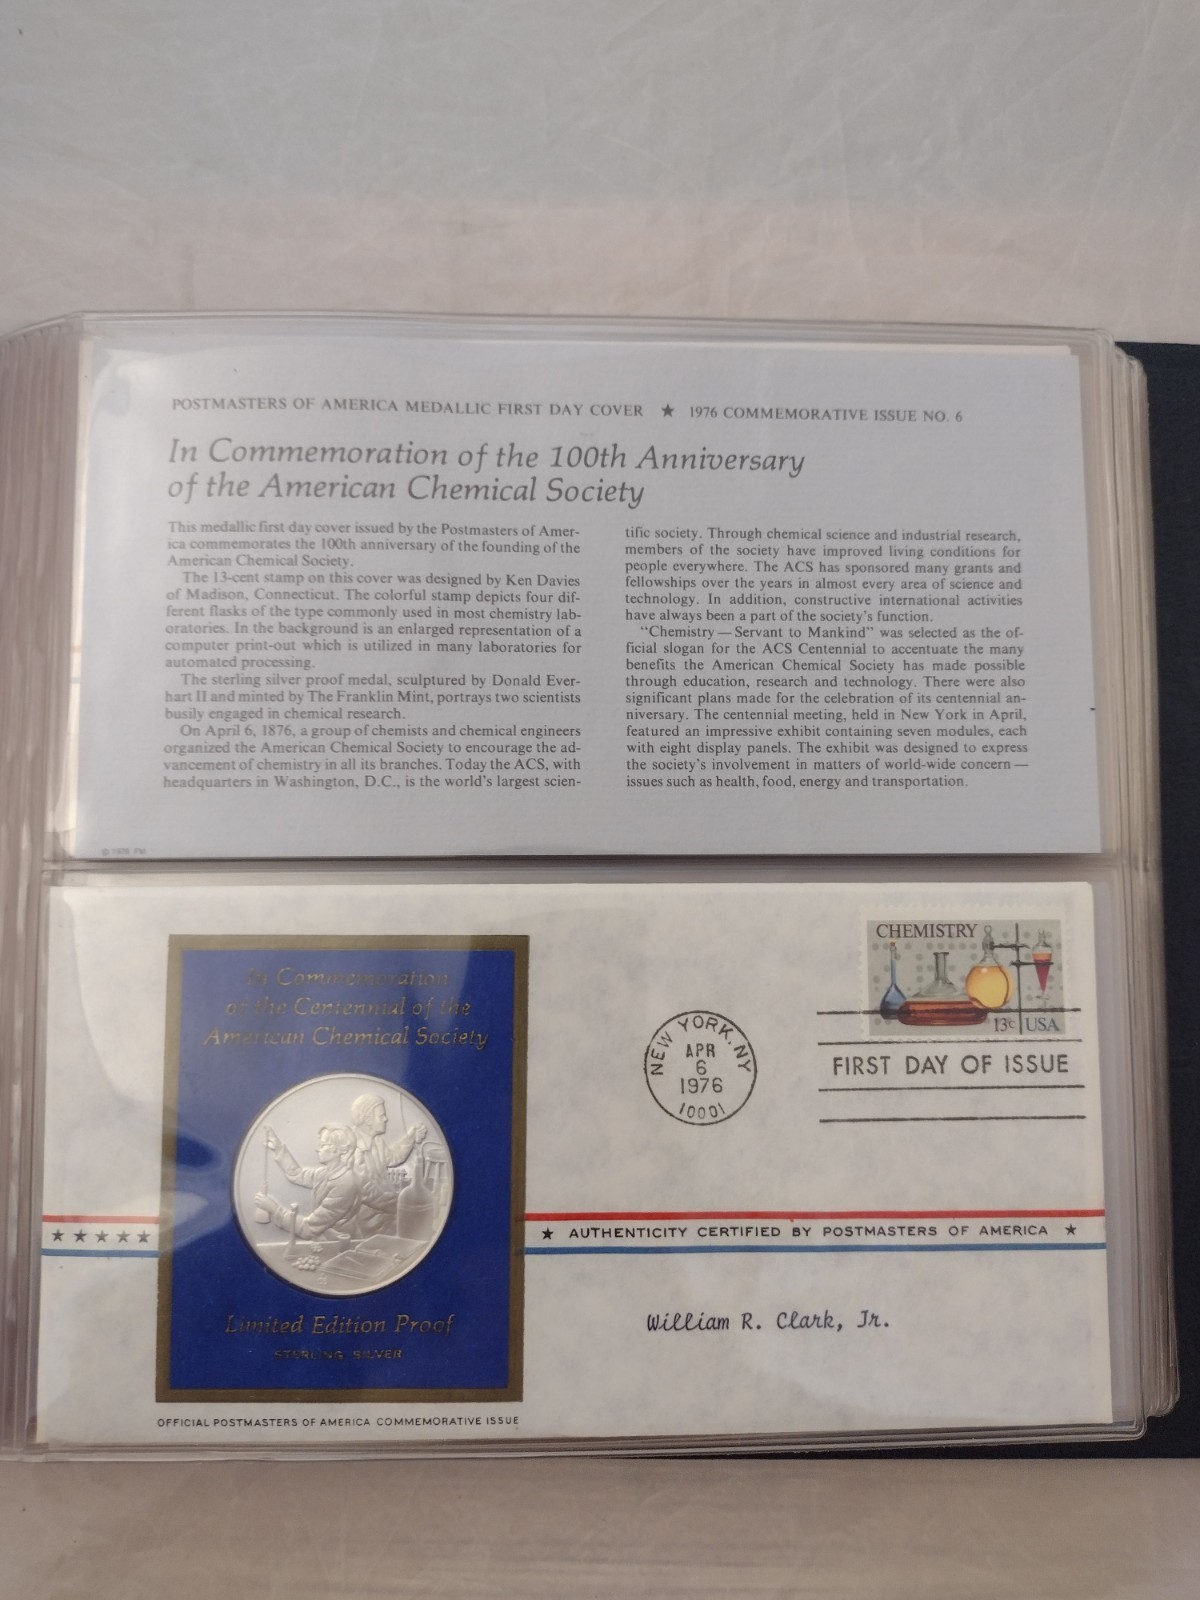 POSTMASTERS OF AMERICA MEDALLIC FIRST DAY COVER ★ 1976 COMMEMORATIVE ISSUE NO. 6
In Commemoration of the 100th Anniversary
of the American Chemical Society
This medallic first day cover issued by the Postmasters of Amer-
ica commemorates the 100th anniversary of the founding of the
American Chemical Society.
The 13-cent stamp on this cover was designed by Ken Davies
of Madison, Connecticut. The colorful stamp depicts four dif-
ferent flasks of the type commonly used in most chemistry lab-
oratories. In the background is an enlarged representation of a
computer print-out which is utilized in many laboratories for
automated processing.
The sterling silver proof medal, sculptured by Donald Ever-
hart II and minted by The Franklin Mint, portrays two scientists
busily engaged in chemical research.
On April 6, 1876, a group of chemists and chemical engineers
organized the American Chemical Society to encourage the ad-
vancement of chemistry in all its branches. Today the ACS, with
headquarters in Washington, D.C., is the world's largest scien-
tific society. Through chemical science and industrial research,
members of the society have improved living conditions for
people everywhere. The ACS has sponsored many grants and
fellowships over the years in almost every area of science and
technology. In addition, constructive international activities
have always been a part of the society's function.
"Chemistry — Servant to Mankind" was selected as the of-
ficial slogan for the ACS Centennial to accentuate the many
benefits the American Chemical Society has made possible
through education, research and technology. There were also
significant plans made for the celebration of its centennial an-
niversary. The centennial meeting, held in New York in April,
featured an impressive exhibit containing seven modules, each
with eight display panels. The exhibit was designed to express
the society's involvement in matters of world-wide concern —
issues such as health, food, energy and transportation.
© 1976 FM
In Commemoration
of the Centennial of the
American Chemical Society
Limited Edition Proof
STERLING SILVER
OFFICIAL POSTMASTERS OF AMERICA COMMEMORATIVE ISSUE
CHEMISTRY
13c USA
NEW YORK, NY
APR
6
1976
10001
FIRST DAY OF ISSUE
★ ★ ★ ★ ★
★ AUTHENTICITY CERTIFIED BY POSTMASTERS OF AMERICA ★
William R. Clark, Jr.